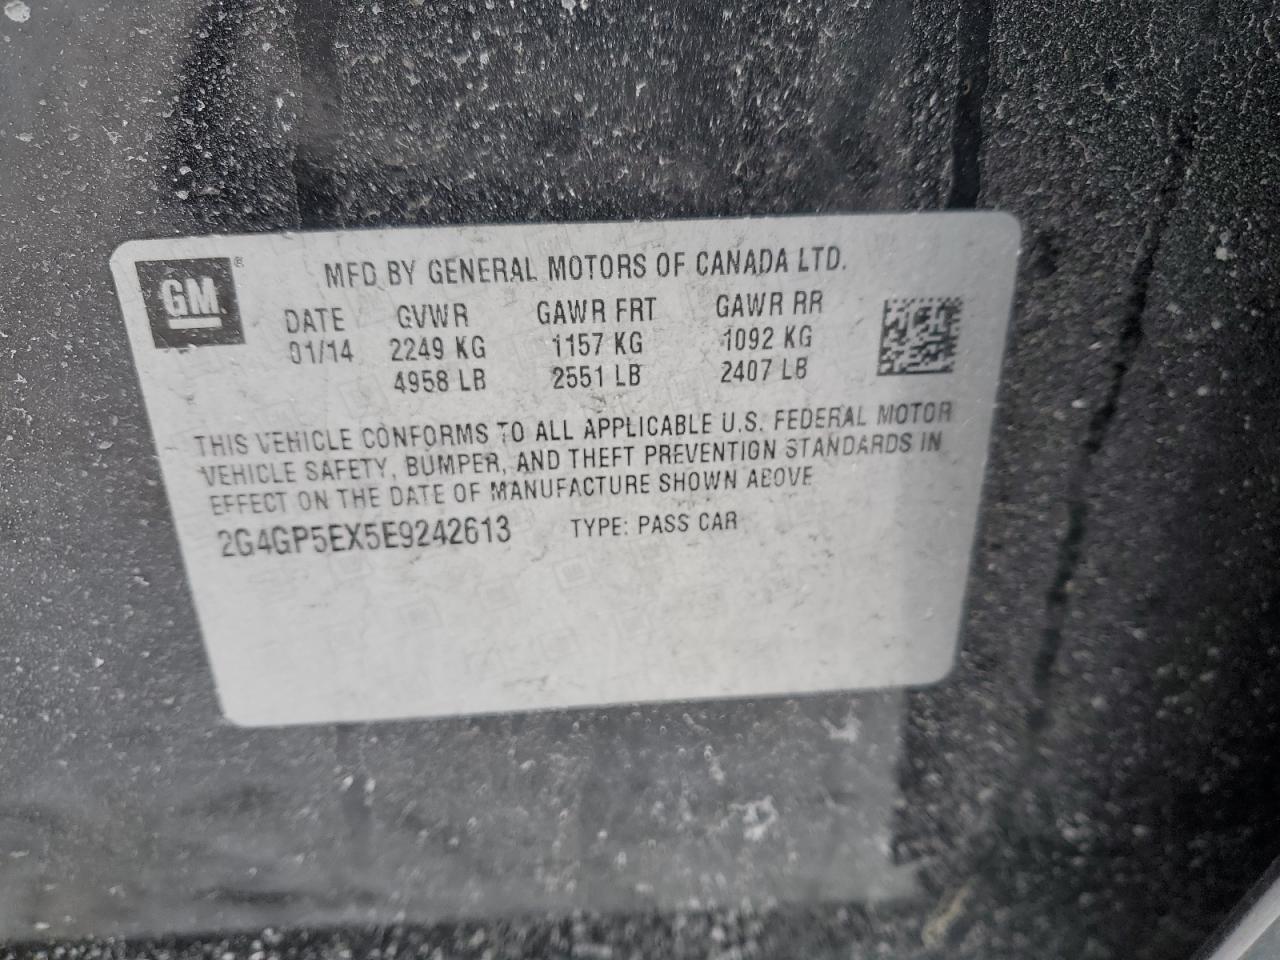 GM ®
MFD BY GENERAL MOTORS OF CANADA LTD.
DATE GVWR GAWR FRT GAWR RR
01/14 2249 KG 1157 KG 1092 KG
4958 LB 2551 LB 2407 LB
THIS VEHICLE CONFORMS TO ALL APPLICABLE U.S. FEDERAL MOTOR
VEHICLE SAFETY, BUMPER, AND THEFT PREVENTION STANDARDS IN
EFFECT ON THE DATE OF MANUFACTURE SHOWN ABOVE
2G4GP5EX5E9242613 TYPE: PASS CAR